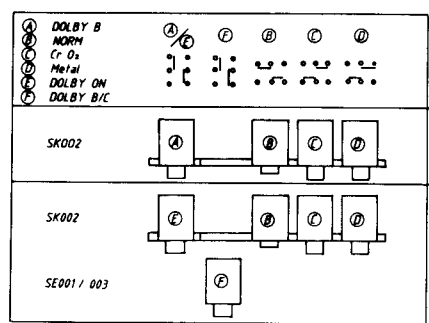 Ⓐ DOLBY B
Ⓑ NORM
Ⓒ Cr O₂
Ⓓ Metal
Ⓔ DOLBY ON
Ⓕ DOLBY B/C
Ⓐ/Ⓔ Ⓕ Ⓑ Ⓒ Ⓓ
SK002 Ⓐ Ⓑ Ⓒ Ⓓ
SK002 Ⓔ Ⓑ Ⓒ Ⓓ
SE001 / 003 Ⓕ